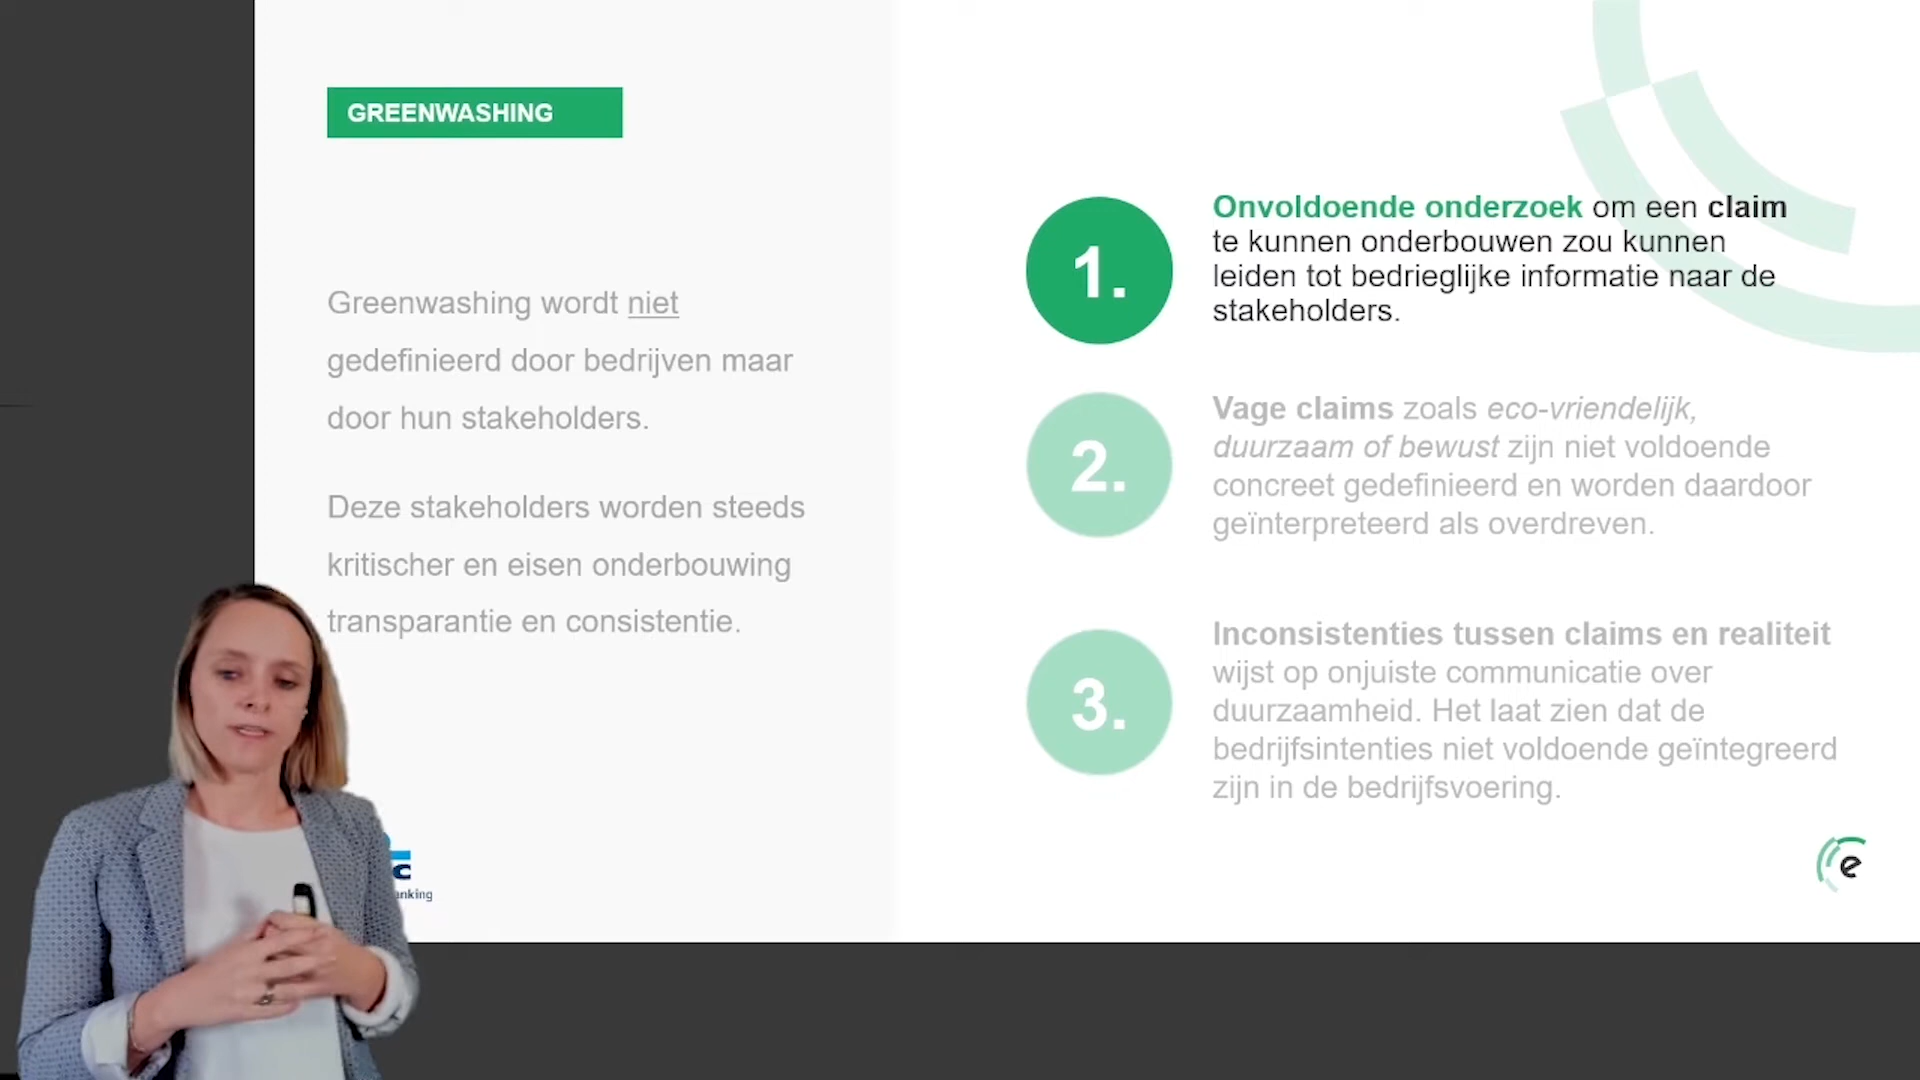 GREENWASHING
Greenwashing wordt niet
gedefinieerd door bedrijven maar
door hun stakeholders.
Deze stakeholders worden steeds
kritischer en eisen onderbouwing
transparantie en consistentie.
1.
Onvoldoende onderzoek om een claim
te kunnen onderbouwen zou kunnen
leiden tot bedrieglijke informatie naar de
stakeholders.
2.
Vage claims zoals eco-vriendelijk,
duurzaam of bewust zijn niet voldoende
concreet gedefinieerd en worden daardoor
geïnterpreteerd als overdreven.
3.
Inconsistenties tussen claims en realiteit
wijst op onjuiste communicatie over
duurzaamheid. Het laat zien dat de
bedrijfsintenties niet voldoende geïntegreerd
zijn in de bedrijfsvoering.
e